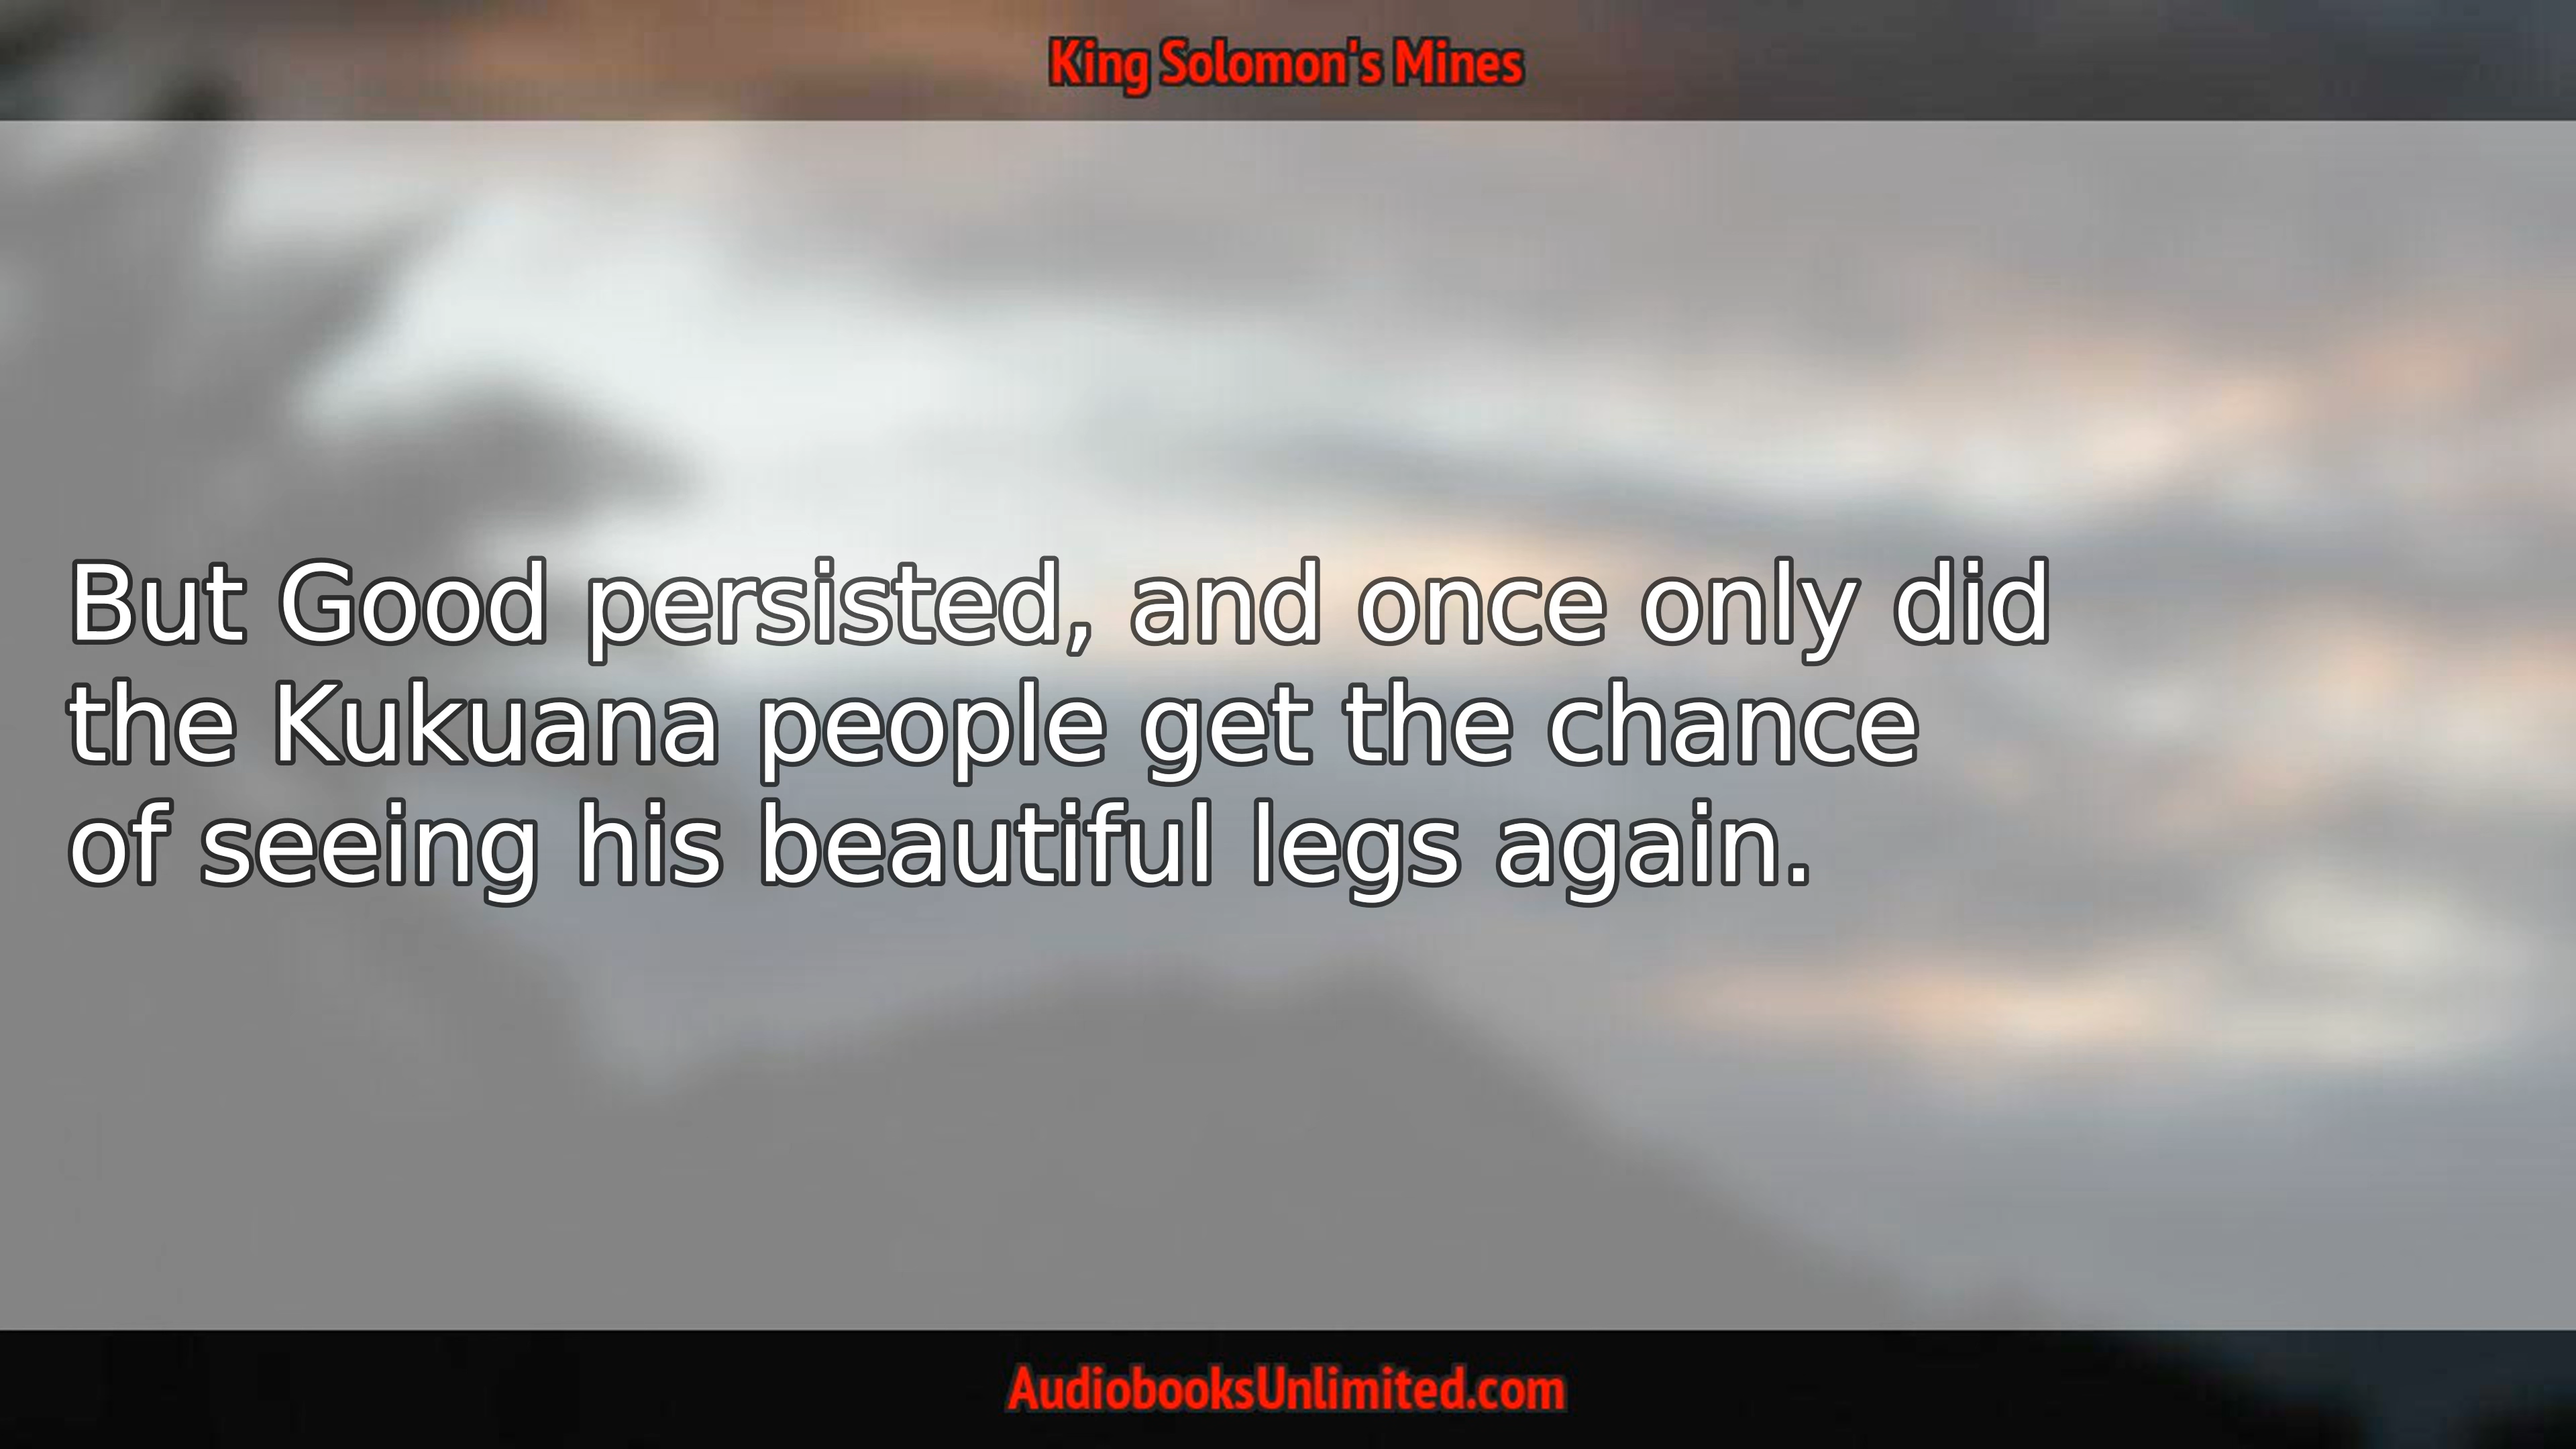 King Solomon's Mines
But Good persisted, and once only did
the Kukuana people get the chance
of seeing his beautiful legs again.
AudiobooksUnlimited.com